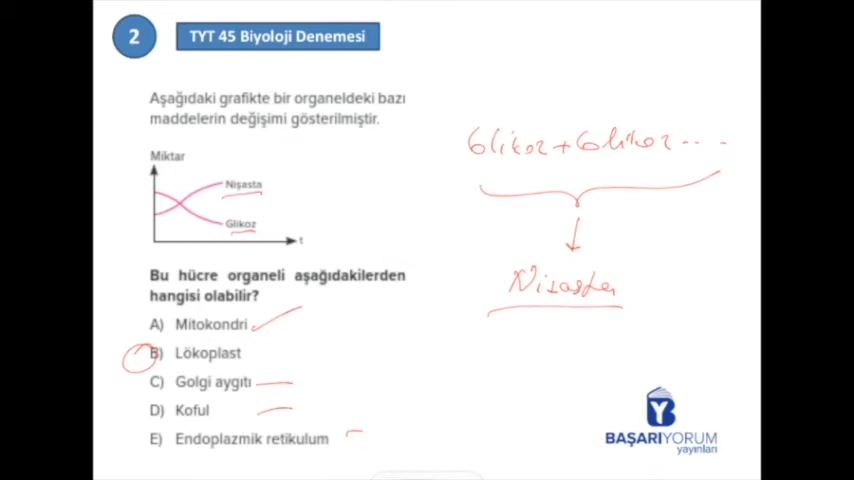 2
TYT 45 Biyoloji Denemesi
Aşağıdaki grafikte bir organeldeki bazı
maddelerin değişimi gösterilmiştir.
Miktar
Nişasta
Glikoz
t
Bu hücre organeli aşağıdakilerden
hangisi olabilir?
A) Mitokondri
B) Lökoplast
C) Golgi aygıtı
D) Koful
E) Endoplazmik retikulum
Glikoz + Glikoz ....
Nişasta
BAŞARIYORUM
yayınları